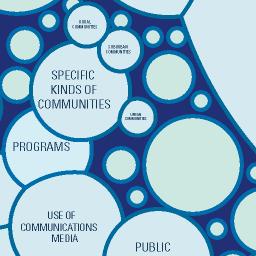 RURAL
COMMUNITIES
SUBURBAN
COMMUNITIES
SPECIFIC
KINDS OF
COMMUNITIES
URBAN
COMMUNITIES
PROGRAMS
USE OF
COMMUNICATIONS
MEDIA
PUBLIC